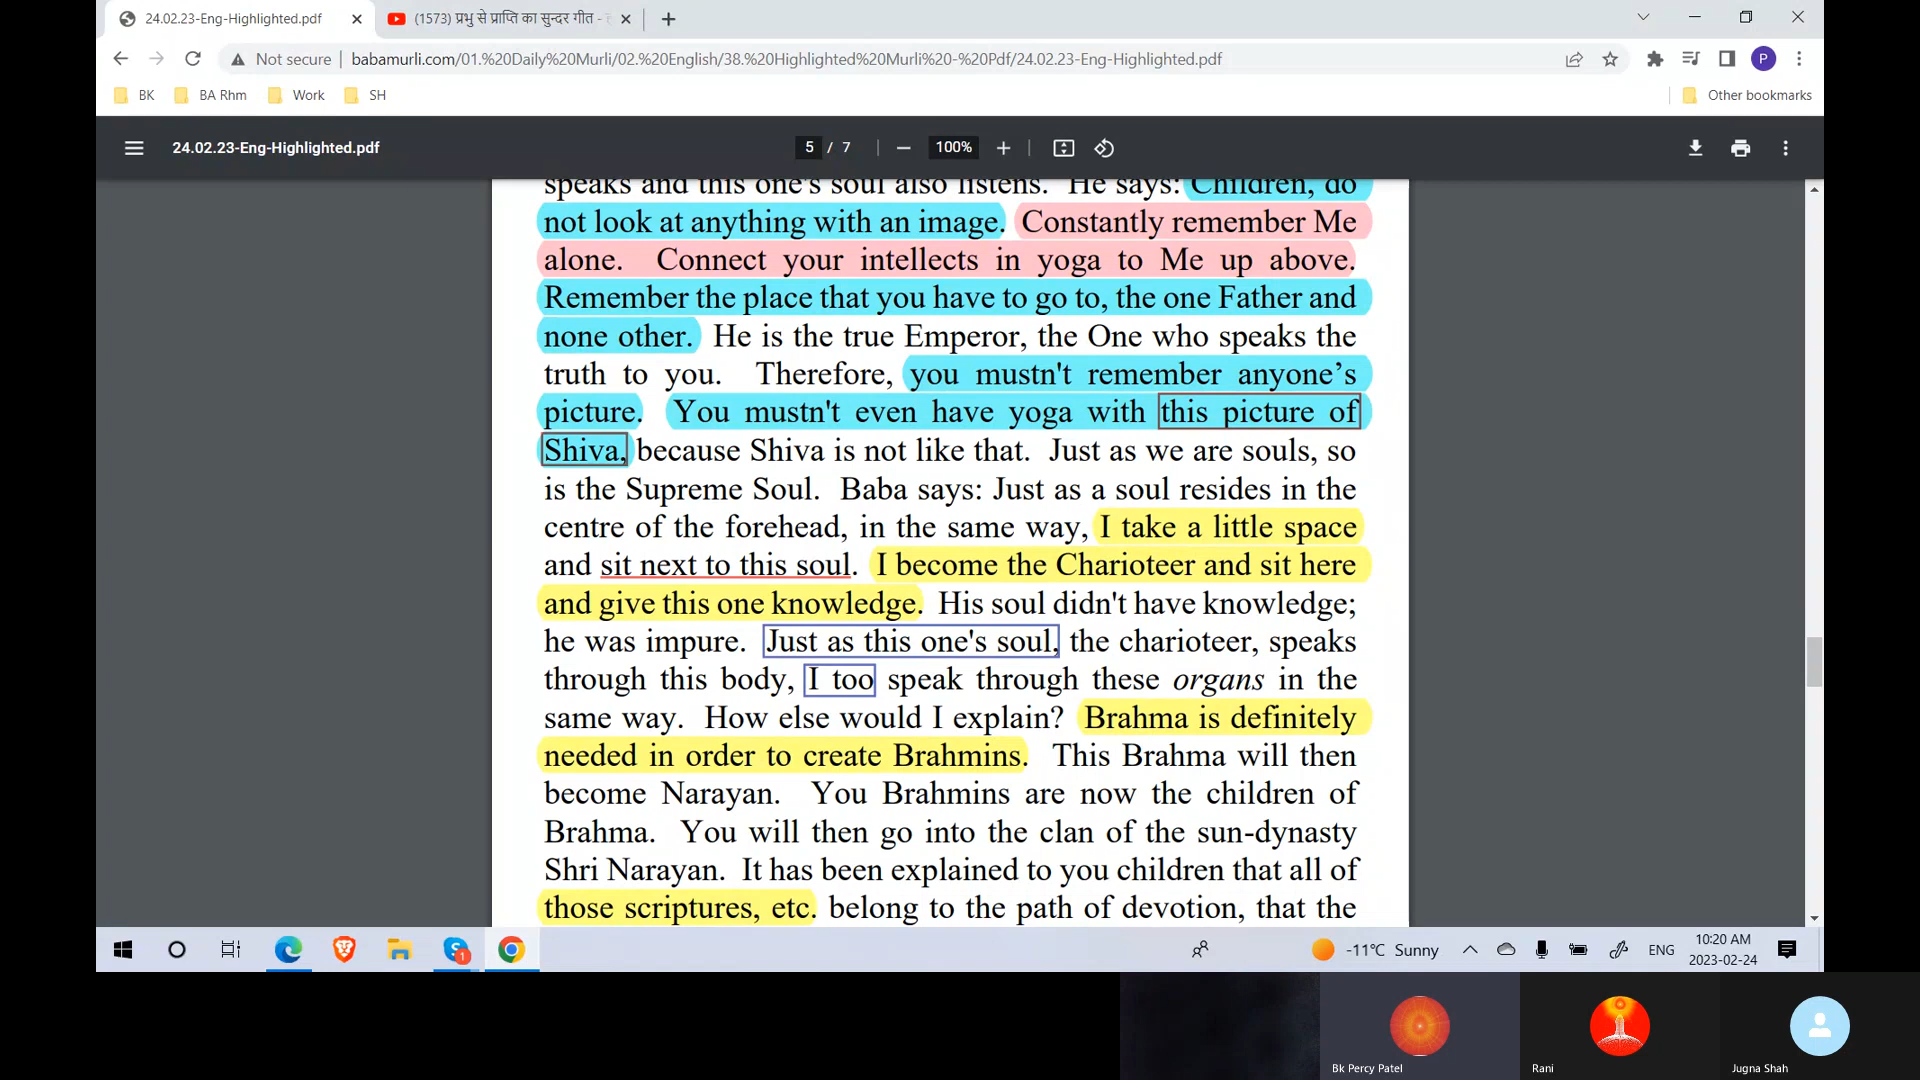 24.02.23-Eng-Highlighted.pdf
(1573) प्रभु से प्राप्ति का सुन्दर गीत -
Not secure
babamurli.com/01.%20Daily%20Murli/02.%20English/38.%20Highlighted%20Murli%20-%20Pdf/24.02.23-Eng-Highlighted.pdf
P
BK
BA Rhm
Work
SH
Other bookmarks
24.02.23-Eng-Highlighted.pdf
5 / 7
100%
speaks and this one's soul also listens. He says: Children, do
not look at anything with an image. Constantly remember Me
alone. Connect your intellects in yoga to Me up above.
Remember the place that you have to go to, the one Father and
none other. He is the true Emperor, the One who speaks the
truth to you. Therefore, you mustn't remember anyone’s
picture. You mustn't even have yoga with this picture of
Shiva, because Shiva is not like that. Just as we are souls, so
is the Supreme Soul. Baba says: Just as a soul resides in the
centre of the forehead, in the same way, I take a little space
and sit next to this soul. I become the Charioteer and sit here
and give this one knowledge. His soul didn't have knowledge;
he was impure. Just as this one's soul, the charioteer, speaks
through this body, I too speak through these organs in the
same way. How else would I explain? Brahma is definitely
needed in order to create Brahmins. This Brahma will then
become Narayan. You Brahmins are now the children of
Brahma. You will then go into the clan of the sun-dynasty
Shri Narayan. It has been explained to you children that all of
those scriptures, etc. belong to the path of devotion, that the
1
-11°C Sunny
ENG
10:20 AM
2023-02-24
Bk Percy Patel
Rani
Jugna Shah